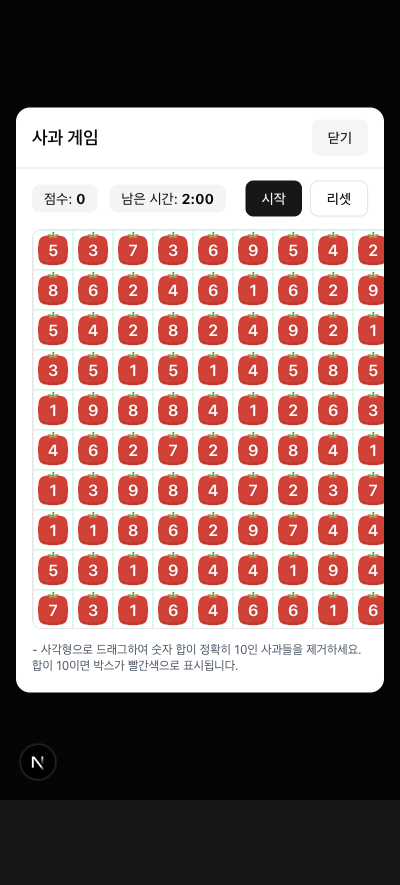 사과 게임
닫기
점수: 0 남은 시간: 2:00 시작 리셋
5 3 7 3 6 9 5 4 2
8 6 2 4 6 1 6 2 9
5 4 2 8 2 4 9 2 1
3 5 1 5 1 4 5 8 5
1 9 8 8 4 1 2 6 3
4 6 2 7 2 9 8 4 1
1 3 9 8 4 7 2 3 7
1 1 8 6 2 9 7 4 4
5 3 1 9 4 4 1 9 4
7 3 1 6 4 6 6 1 6
- 사각형으로 드래그하여 숫자 합이 정확히 10인 사과들을 제거하세요.
합이 10이면 박스가 빨간색으로 표시됩니다.
N